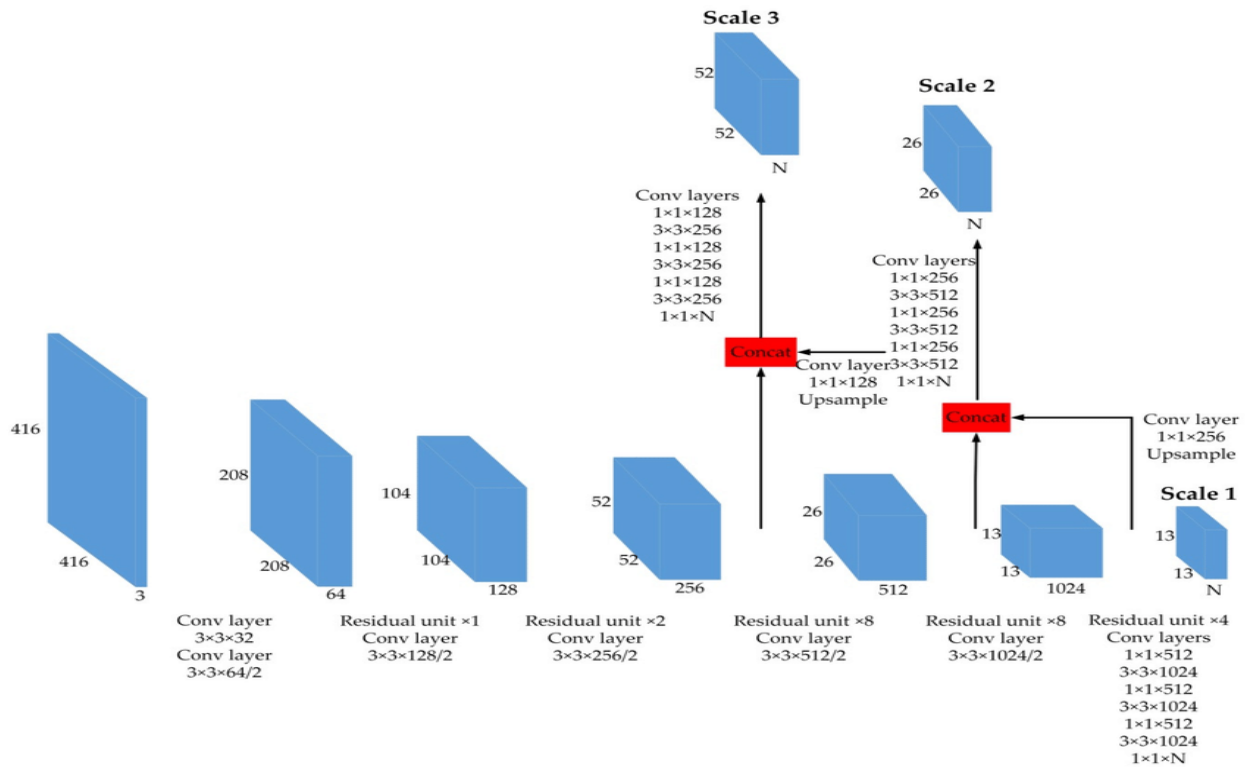 Scale 3
52
52
N
Scale 2
26
26
N
Conv layers
1×1×128
3×3×256
1×1×128
3×3×256
1×1×128
3×3×256
1×1×N
Conv layers
1×1×256
3×3×512
1×1×256
3×3×512
1×1×256
3×3×512
1×1×N
Concat
Conv layer
1×1×128
Upsample
Concat
Conv layer
1×1×256
Upsample
Scale 1
416
416
3
208
208
64
104
104
128
52
52
256
26
26
512
13
13
1024
13
13
N
Conv layer
3×3×32
Conv layer
3×3×64/2
Residual unit ×1
Conv layer
3×3×128/2
Residual unit ×2
Conv layer
3×3×256/2
Residual unit ×8
Conv layer
3×3×512/2
Residual unit ×8
Conv layer
3×3×1024/2
Residual unit ×4
Conv layers
1×1×512
3×3×1024
1×1×512
3×3×1024
1×1×512
3×3×1024
1×1×N